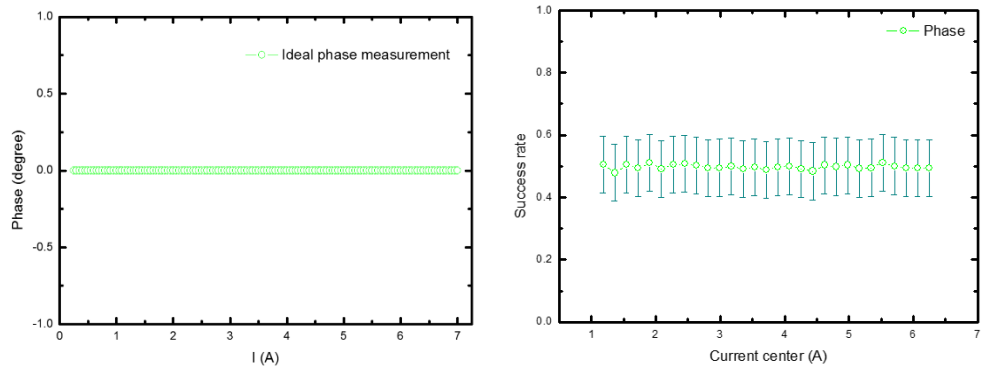 1.0
0.5
0.0
-0.5
-1.0
Phase (degree)
Ideal phase measurement
0 1 2 3 4 5 6 7
I (A)
1.0
0.8
0.6
0.4
0.2
0.0
Success rate
Phase
1 2 3 4 5 6 7
Current center (A)